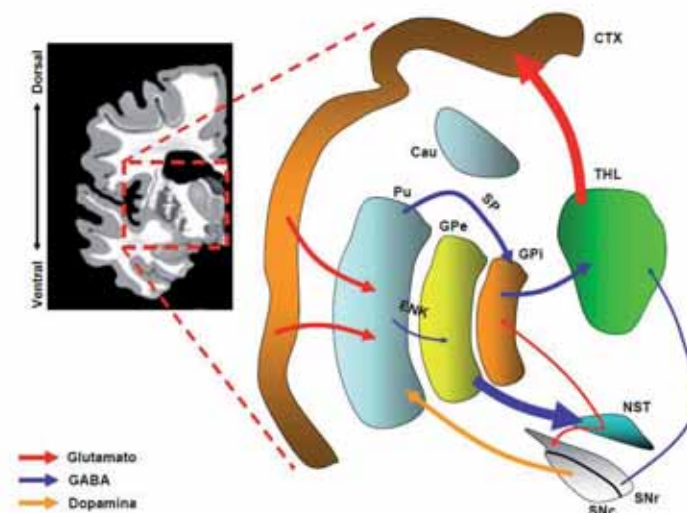 Dorsal
Ventral
CTX
Cau
THL
Pu
SP
GPe
GPi
ENK
NST
SNr
SNc
Glutamato
GABA
Dopamina